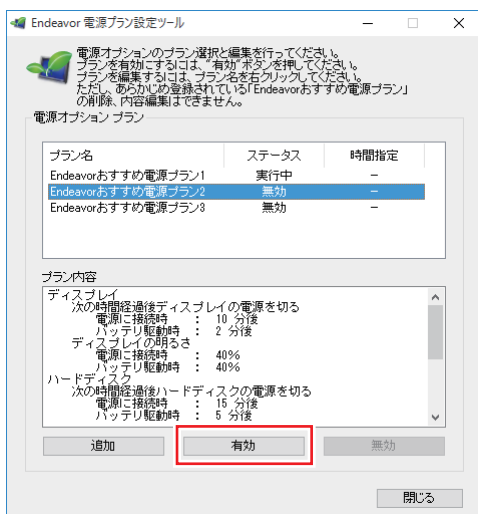 Endeavor 電源プラン設定ツール
電源オプションのプラン選択と編集を行ってください。
プランを有効にするには、"有効"ボタンを押してください。
プランを編集するには、プラン名を右クリックしてください。
ただし、あらかじめ登録されている「Endeavorおすすめ電源プラン」
の削除、内容編集はできません。
電源オプション プラン
プラン名 ステータス 時間指定
Endeavorおすすめ電源プラン1 実行中 －
Endeavorおすすめ電源プラン2 無効 －
Endeavorおすすめ電源プラン3 無効 －
プラン内容
ディスプレイ
次の時間経過後ディスプレイの電源を切る
電源に接続時 : 10 分後
バッテリ駆動時 : 2 分後
ディスプレイの明るさ
電源に接続時 : 40%
バッテリ駆動時 : 40%
ハードディスク
次の時間経過後ハードディスクの電源を切る
電源に接続時 : 15 分後
バッテリ駆動時 : 5 分後
追加 有効 無効
閉じる